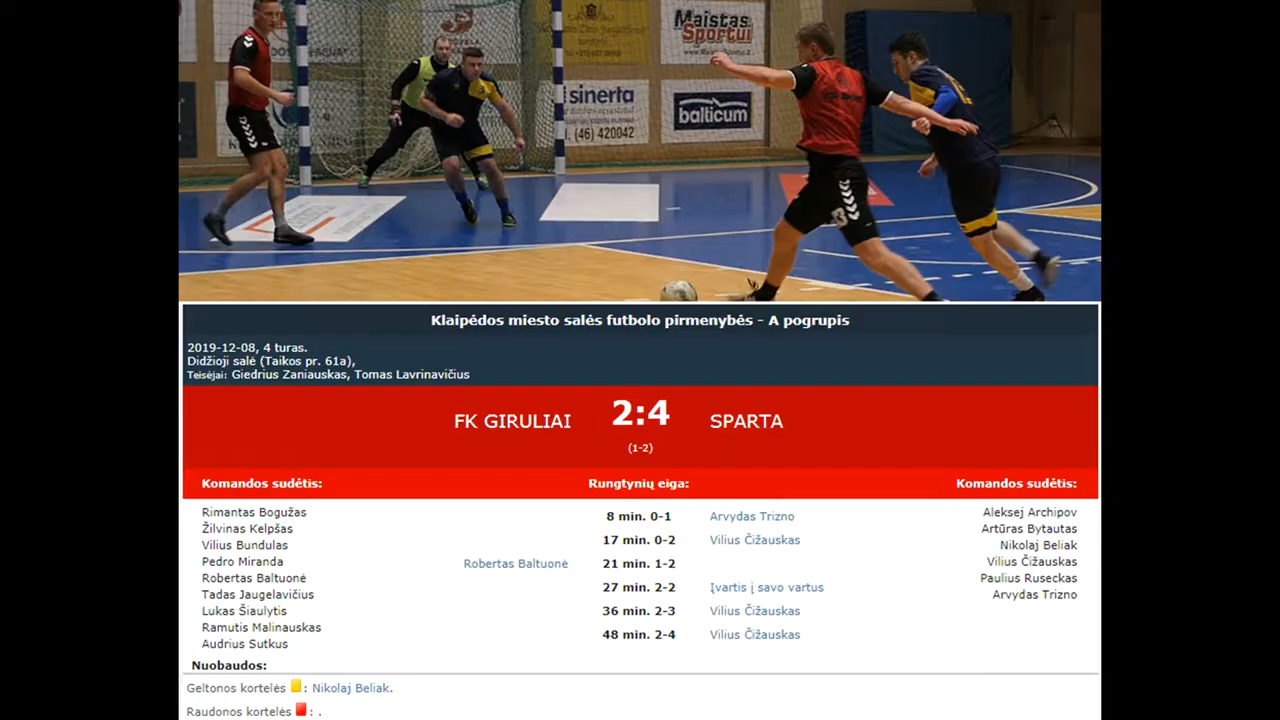 Maistas
Sportui
www.Maistas
sinerta
balticum
(46) 420042
Klaipėdos miesto salės futbolo pirmenybės - A pogrupis
2019-12-08, 4 turas.
Didžioji salė (Taikos pr. 61a),
Teisėjai: Giedrius Zaniauskas, Tomas Lavrinavičius
FK GIRULIAI 2:4 SPARTA
(1-2)
Komandos sudėtis: Rungtynių eiga: Komandos sudėtis:
Rimantas Bogužas
Žilvinas Kelpšas
Vilius Bundulas
Pedro Miranda
Robertas Baltuonė
Tadas Jaugelavičius
Lukas Šiaulytis
Ramutis Malinauskas
Audrius Sutkus
8 min. 0-1 Arvydas Trizno
17 min. 0-2 Vilius Čižauskas
Robertas Baltuonė 21 min. 1-2
27 min. 2-2 Įvartis į savo vartus
36 min. 2-3 Vilius Čižauskas
48 min. 2-4 Vilius Čižauskas
Aleksej Archipov
Artūras Bytautas
Nikolaj Beliak
Vilius Čižauskas
Paulius Ruseckas
Arvydas Trizno
Nuobaudos:
Geltonos kortelės : Nikolaj Beliak.
Raudonos kortelės : .